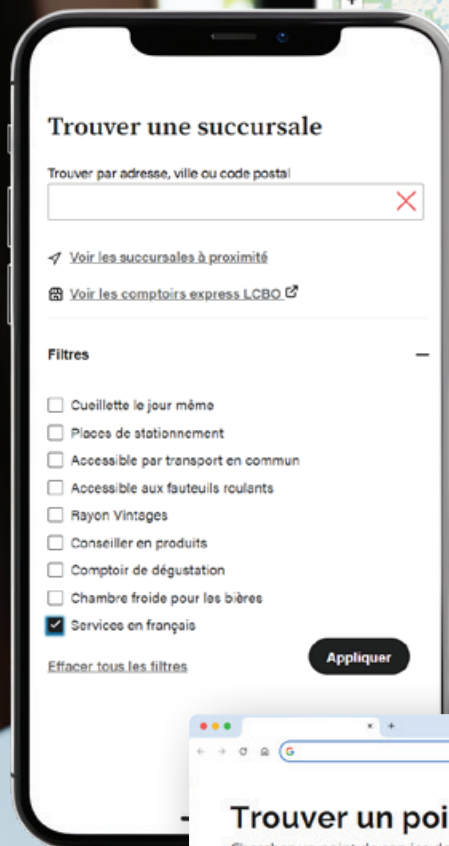 Trouver une succursale
Trouver par adresse, ville ou code postal
Voir les succursales à proximité
Voir les comptoirs express LCBO
Filtres
Cueillette le jour même
Places de stationnement
Accessible par transport en commun
Accessible aux fauteuils roulants
Rayon Vintages
Conseiller en produits
Comptoir de dégustation
Chambre froide pour les bières
Services en français
Effacer tous les filtres
Appliquer
Trouver un poi